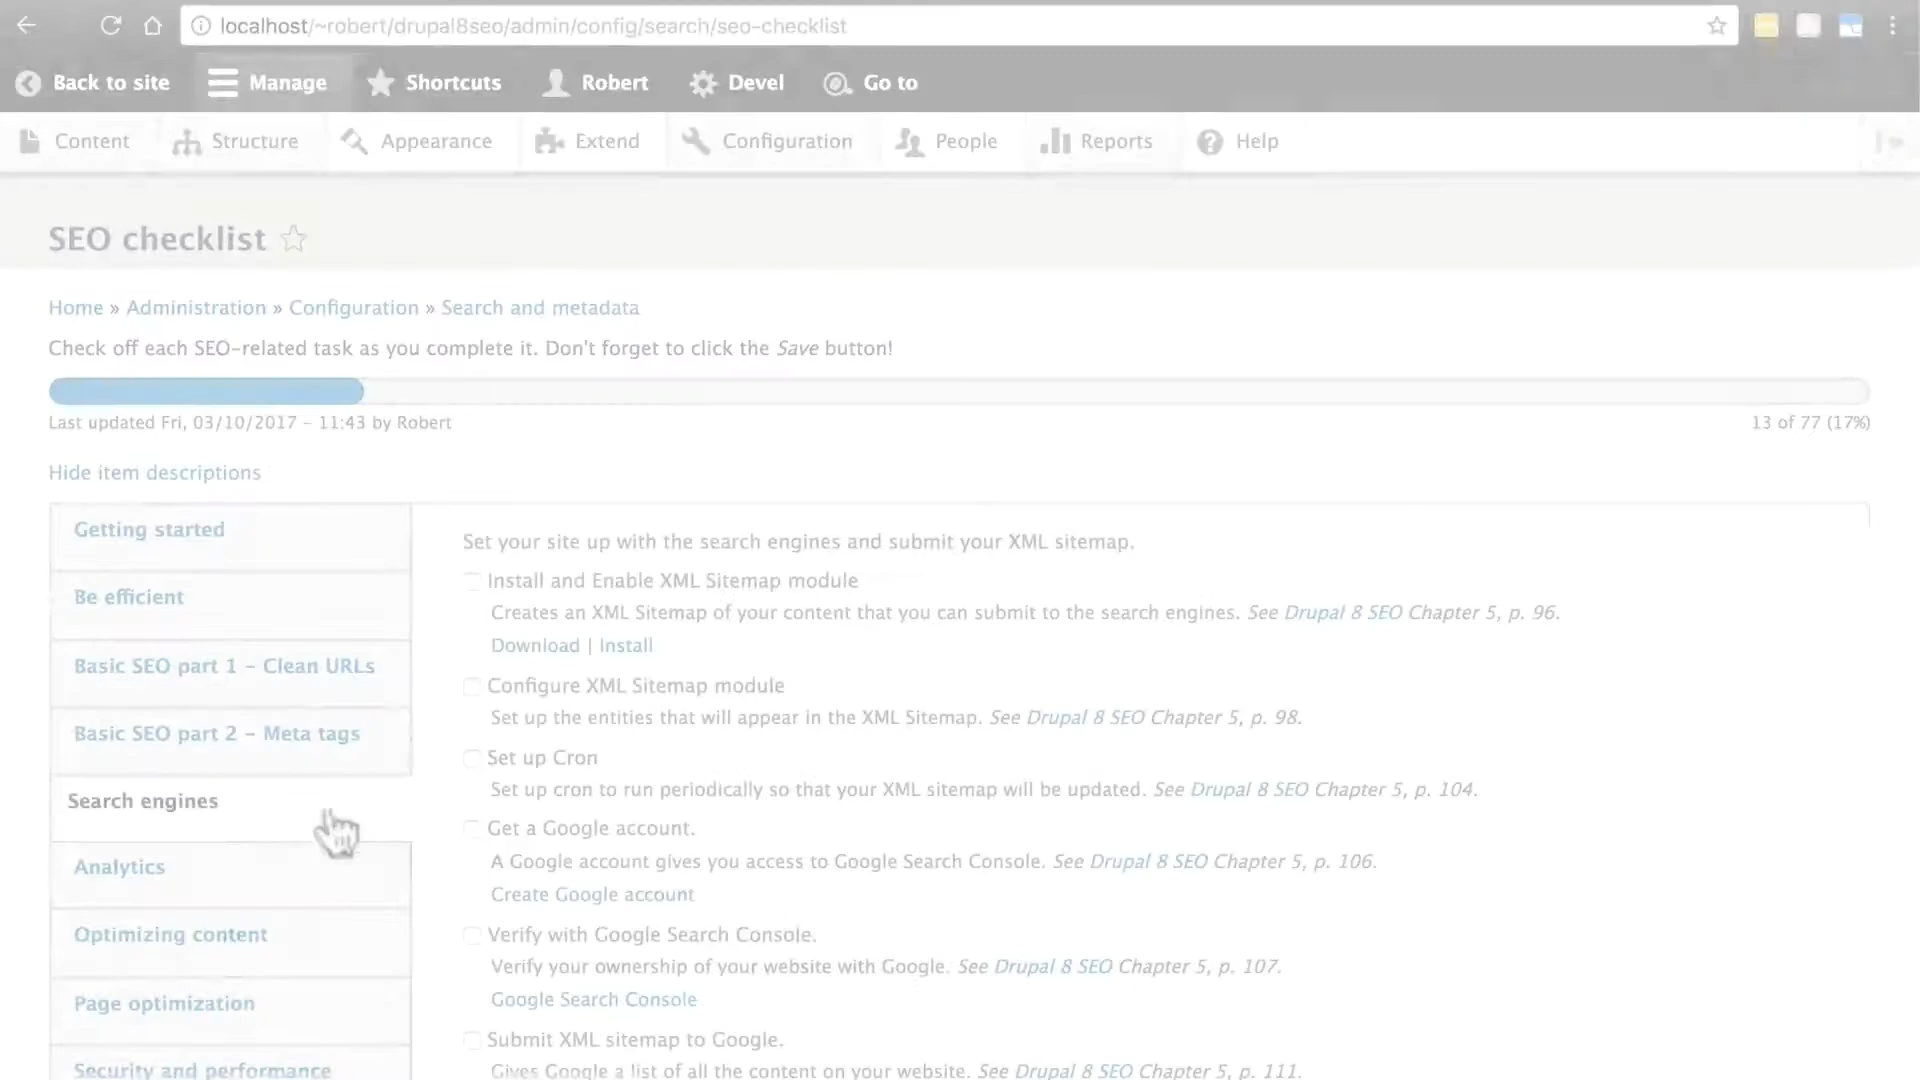 localhost/~robert/drupal8seo/admin/config/search/seo-checklist
Back to site Manage Shortcuts Robert Devel Go to
Content Structure Appearance Extend Configuration People Reports Help
SEO checklist
Home » Administration » Configuration » Search and metadata
Check off each SEO-related task as you complete it. Don't forget to click the Save button!
Last updated Fri, 03/10/2017 - 11:43 by Robert
13 of 77 (17%)
Hide item descriptions
Getting started
Be efficient
Basic SEO part 1 - Clean URLs
Basic SEO part 2 - Meta tags
Search engines
Analytics
Optimizing content
Page optimization
Security and performance
Set your site up with the search engines and submit your XML sitemap.
Install and Enable XML Sitemap module
Creates an XML Sitemap of your content that you can submit to the search engines. See Drupal 8 SEO Chapter 5, p. 96.
Download | Install
Configure XML Sitemap module
Set up the entities that will appear in the XML Sitemap. See Drupal 8 SEO Chapter 5, p. 98.
Set up Cron
Set up cron to run periodically so that your XML sitemap will be updated. See Drupal 8 SEO Chapter 5, p. 104.
Get a Google account.
A Google account gives you access to Google Search Console. See Drupal 8 SEO Chapter 5, p. 106.
Create Google account
Verify with Google Search Console.
Verify your ownership of your website with Google. See Drupal 8 SEO Chapter 5, p. 107.
Google Search Console
Submit XML sitemap to Google.
Gives Google a list of all the content on your website. See Drupal 8 SEO Chapter 5, p. 111.